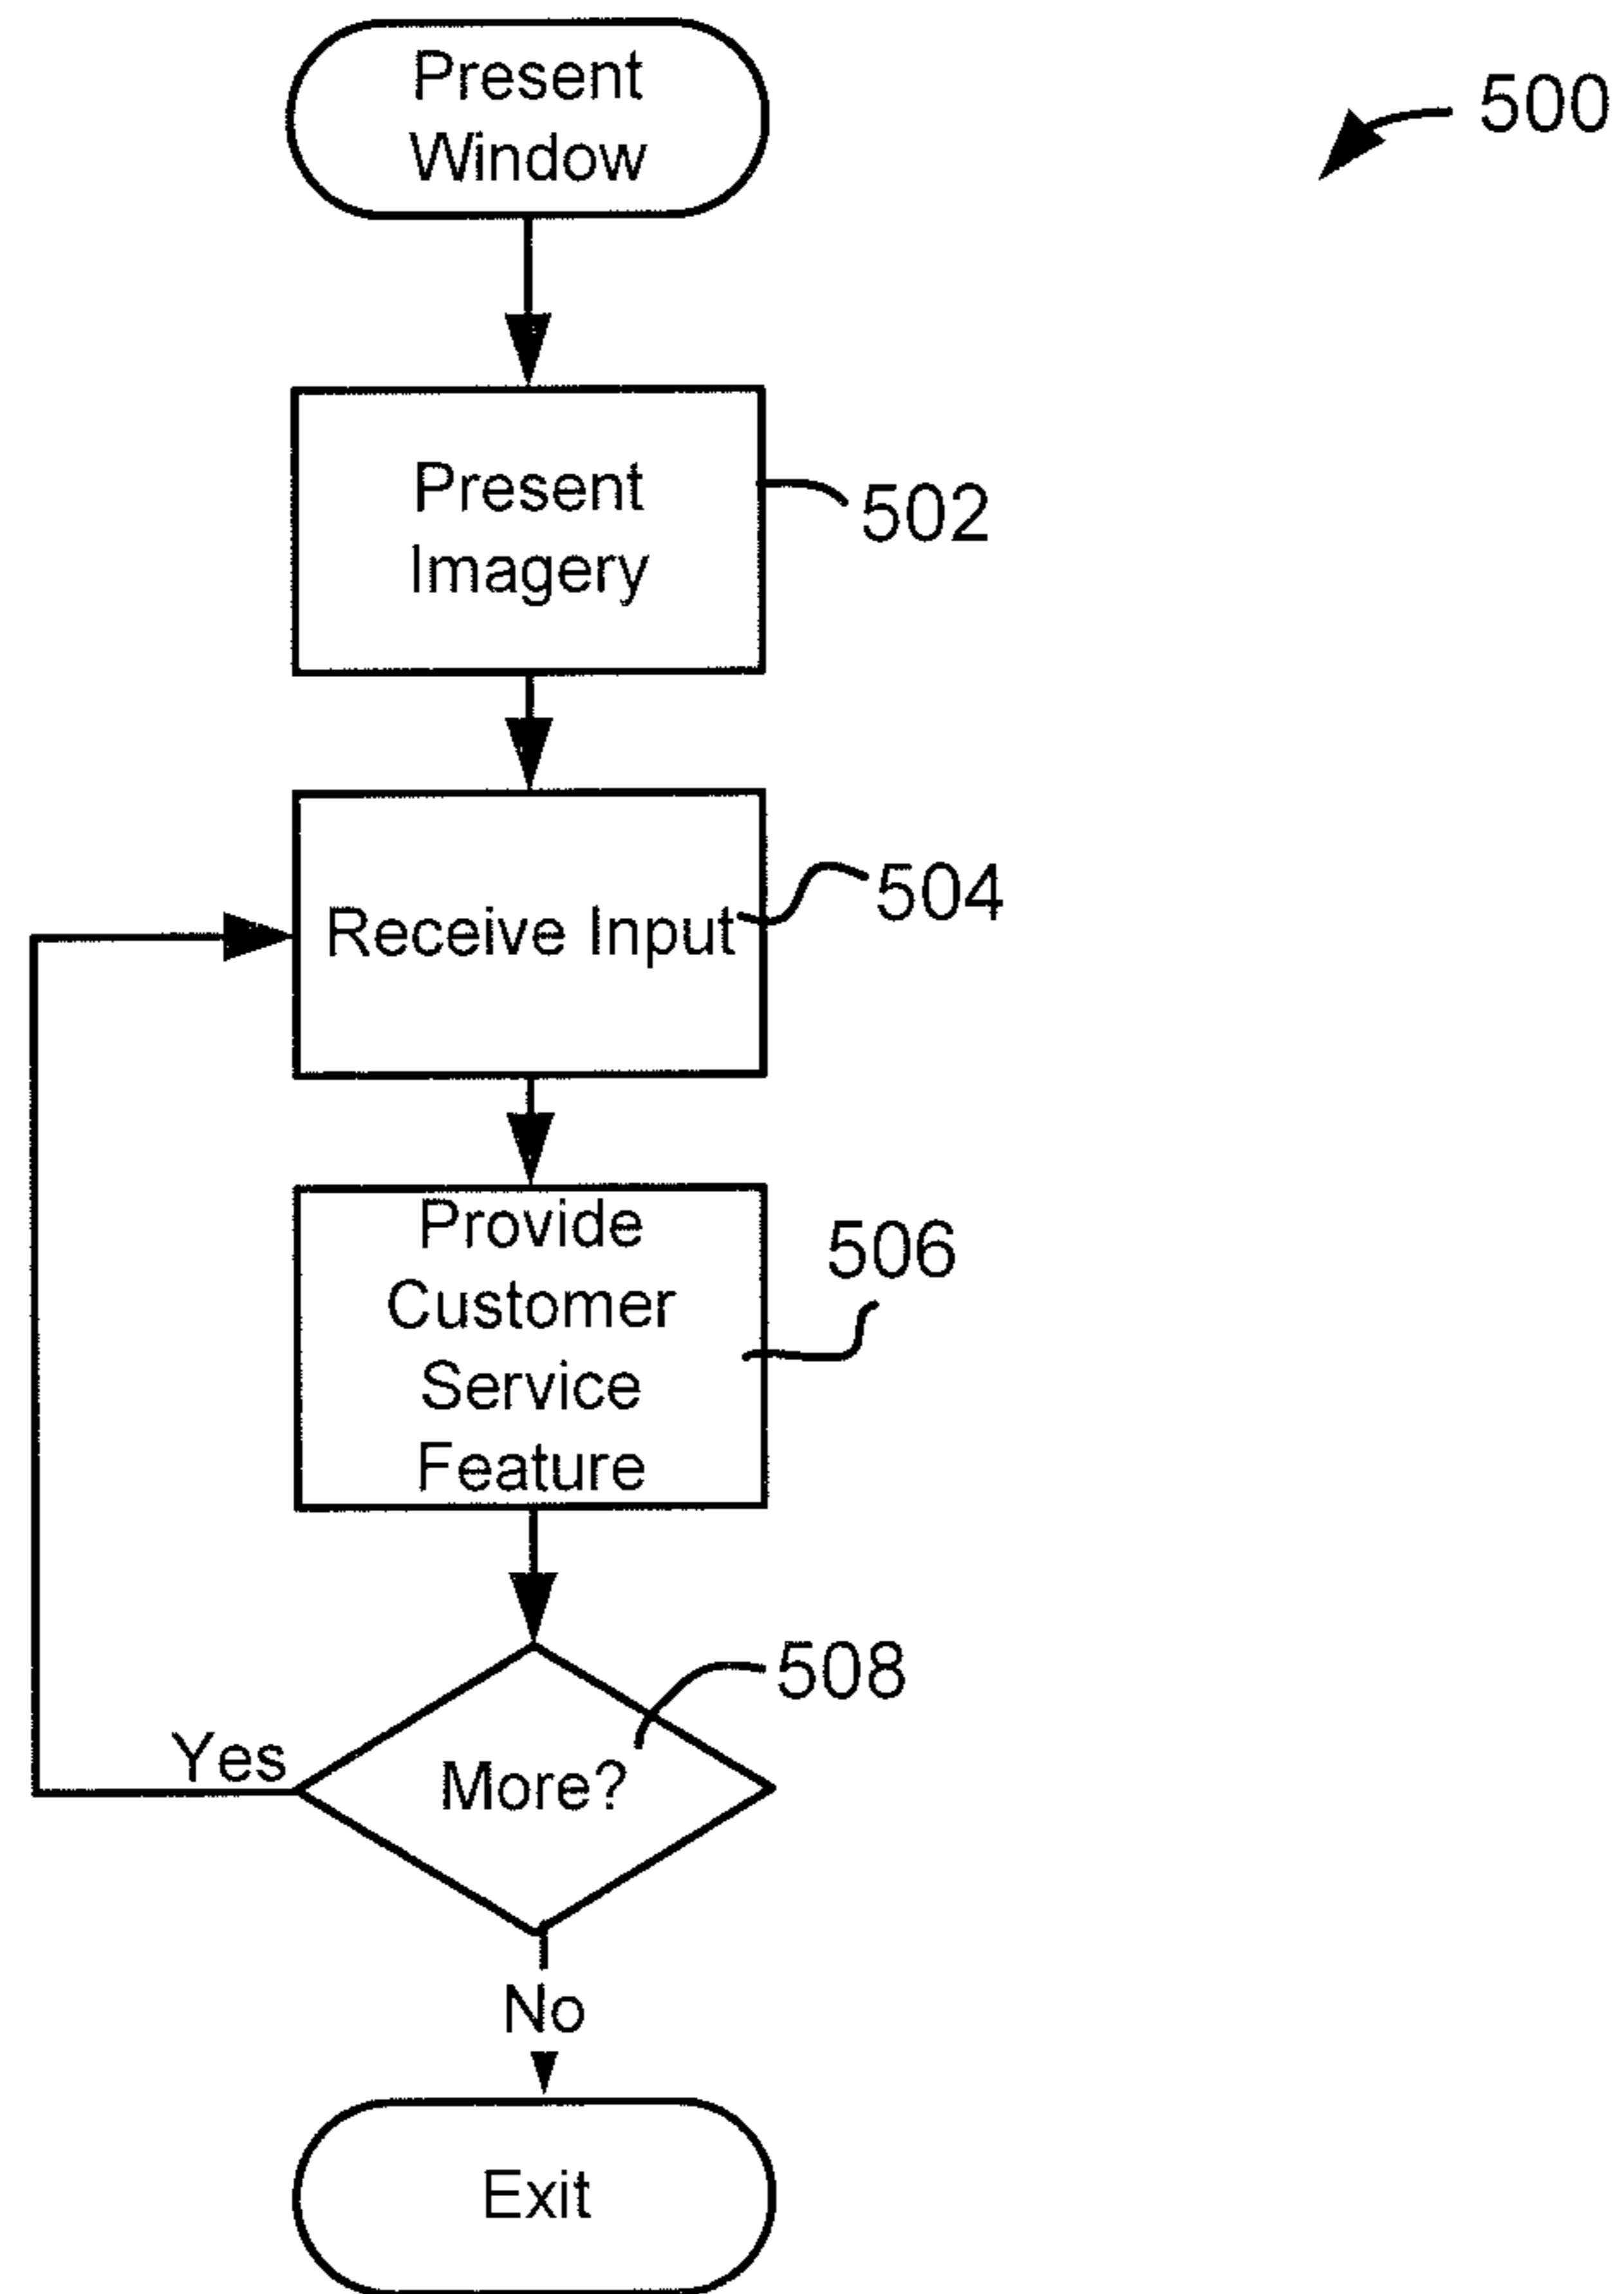 Present
Window
500
Present
Imagery
502
Receive Input
504
Provide
Customer
Service
Feature
506
More?
508
Yes
No
Exit